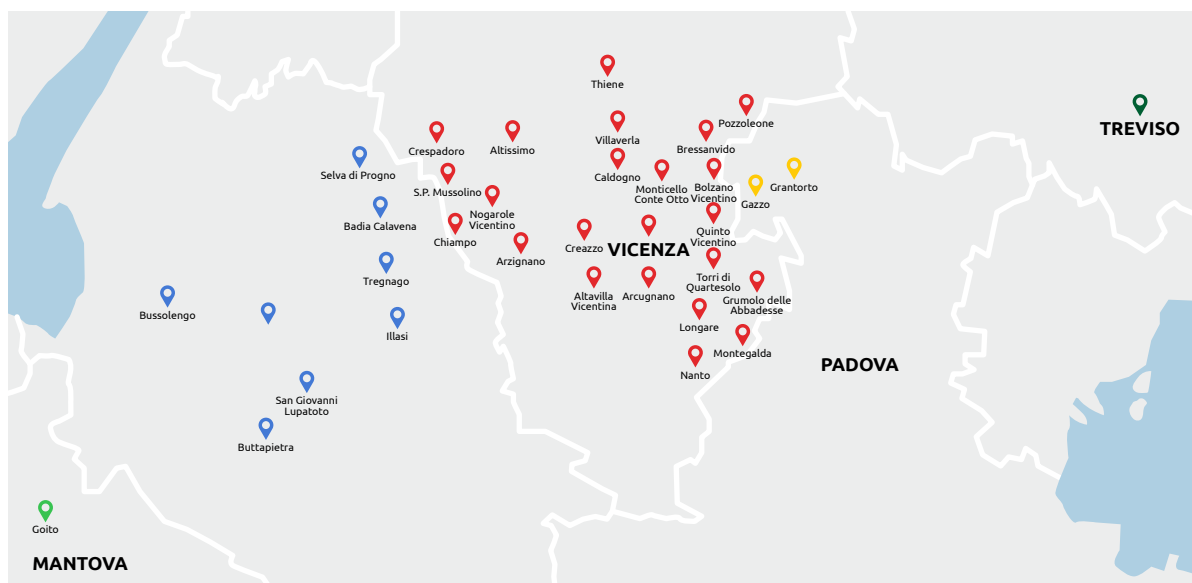 Thiene
Pozzoleone
TREVISO
Villaverla
Bressanvido
Crespadoro
Altissimo
Selva di Progno
Caldogno
S.P. Mussolino
Monticello
Conte Otto
Bolzano
Vicentino
Grantorto
Gazzo
Nogarole
Vicentino
Badia Calavena
Chiampo
Creazzo
VICENZA
Quinto
Vicentino
Arzignano
Tregnago
Torri di
Quartesolo
Altavilla
Vicentina
Arcugnano
Grumolo delle
Abbadesse
Bussolengo
Longare
Illasi
Montegalda
PADOVA
Nanto
San Giovanni
Lupatoto
Buttapietra
Goito
MANTOVA